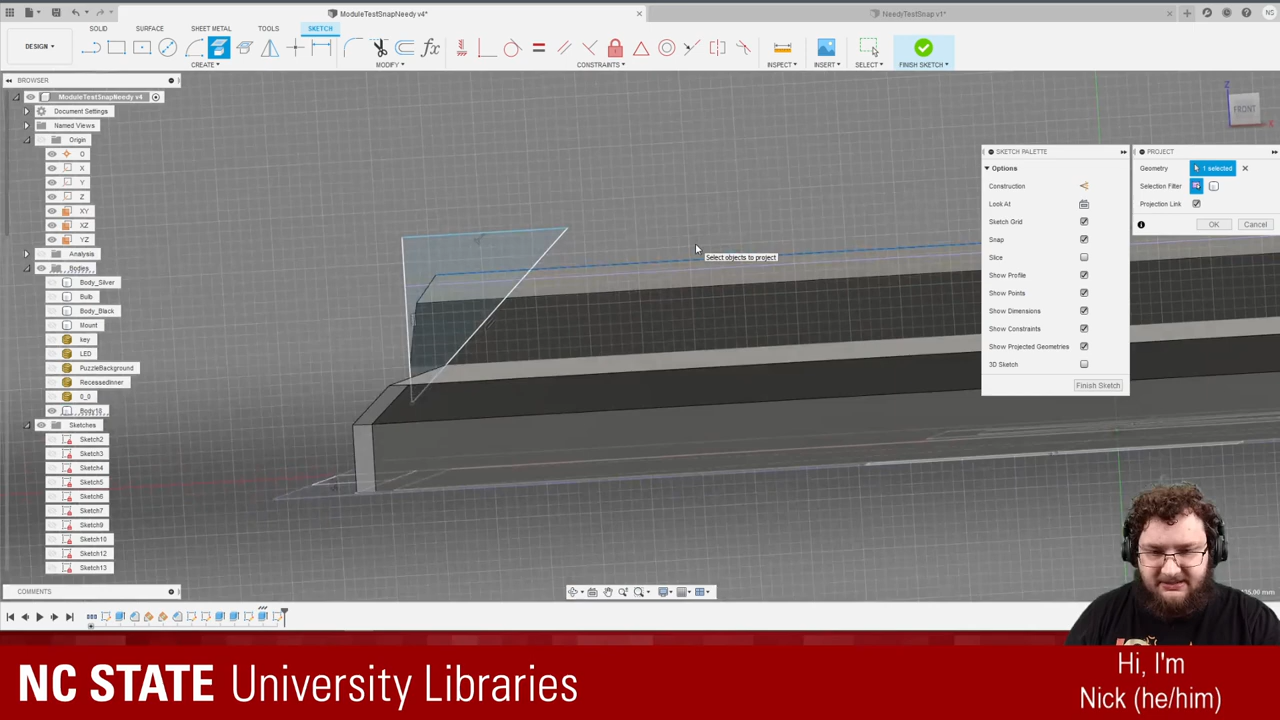 ModuleTestSnapNeedy v4*
NeedyTestSnap v1*
NS
DESIGN
SOLID
SURFACE
SHEET METAL
TOOLS
SKETCH
CREATE
MODIFY
CONSTRAINTS
INSPECT
INSERT
SELECT
FINISH SKETCH
BROWSER
ModuleTestSnapNeedy v4
Document Settings
Named Views
Origin
O
X
Y
Z
XY
XZ
YZ
Analysis
Bodies
Body_Silver
Bulb
Body_Black
Mount
key
LED
PuzzleBackground
RecessedInner
0_0
Body18
Sketches
Sketch2
Sketch3
Sketch4
Sketch5
Sketch6
Sketch7
Sketch9
Sketch10
Sketch12
Sketch13
COMMENTS
Select objects to project
Z
FRONT
X
SKETCH PALETTE
Options
Construction
Look At
Sketch Grid
Snap
Slice
Show Profile
Show Points
Show Dimensions
Show Constraints
Show Projected Geometries
3D Sketch
Finish Sketch
PROJECT
Geometry
1 selected
Selection Filter
Projection Link
OK
Cancel
NC STATE University Libraries
Hi, I'm
Nick (he/him)